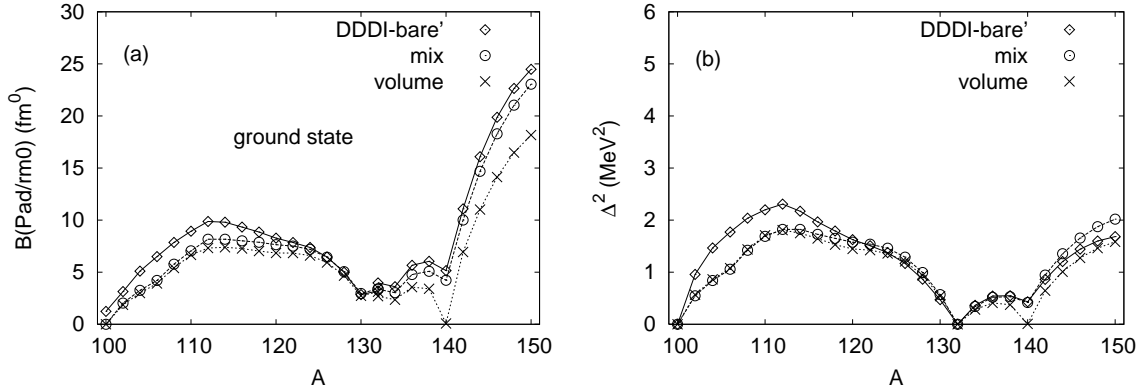 DDDI-bare’
mix
volume
(a)
ground state
B(Pad/rm0) (fm^0)
30
25
20
15
10
5
0
100 110 120 130 140 150
A
DDDI-bare’
mix
volume
(b)
Δ^2 (MeV^2)
6
5
4
3
2
1
0
100 110 120 130 140 150
A